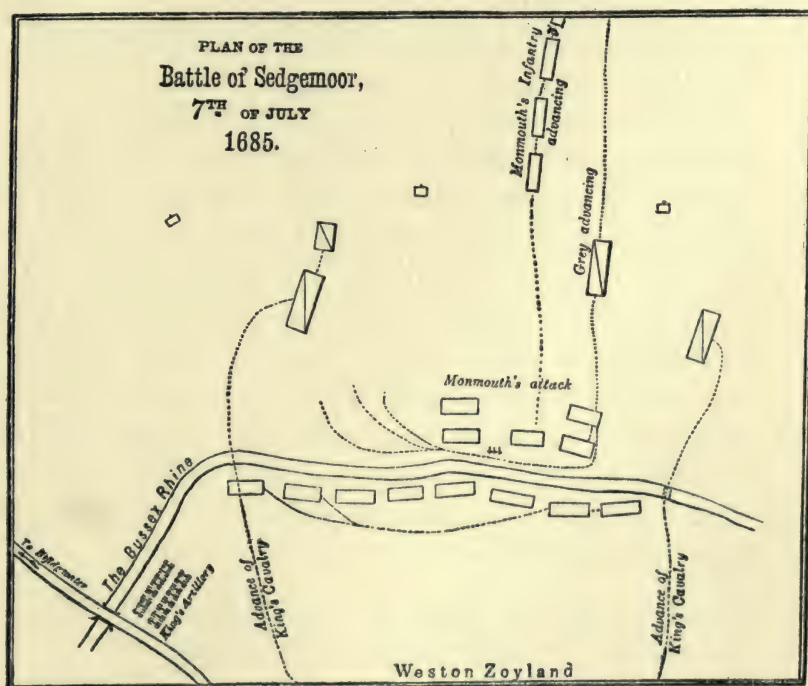 PLAN OF THE
Battle of Sedgemoor,
7TH OF JULY
1685.
Monmouth's Infantry
advancing
Grey advancing
Monmouth's attack
The Bussex Rhine
To Bridgewater
King's Artillery
Advance of
King's Cavalry
Advance of
King's Cavalry
Weston Zoyland